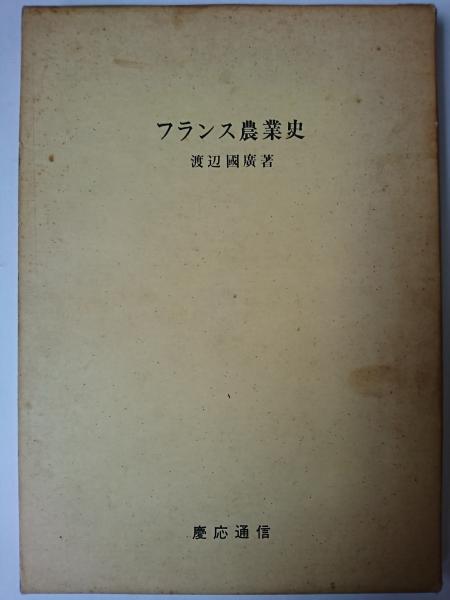 フランス農業史
渡辺國廣著
慶応通信